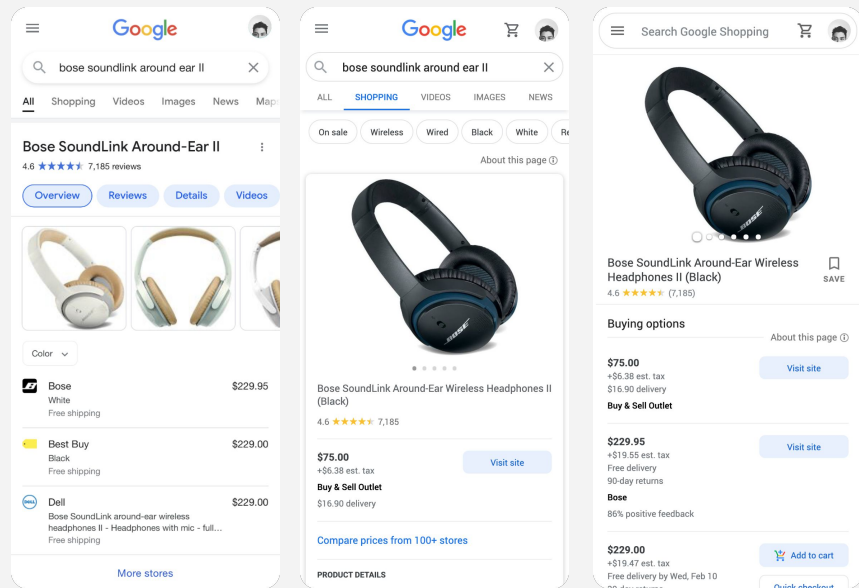 Google
bose soundlink around ear II
All Shopping Videos Images News Map
Bose SoundLink Around-Ear II
4.6 7,185 reviews
Overview Reviews Details Videos
Color
Bose $229.95
White
Free shipping
Best Buy $229.00
Black
Free shipping
DELL
Dell $229.00
Bose SoundLink around-ear wireless
headphones II - Headphones with mic - full...
Free shipping
More stores
Google
bose soundlink around ear II
ALL SHOPPING VIDEOS IMAGES NEWS
On sale Wireless Wired Black White Re
About this page
BOSE
Bose SoundLink Around-Ear Wireless Headphones II
(Black)
4.6 7,185
$75.00
+$6.38 est. tax
Visit site
Buy & Sell Outlet
$16.90 delivery
Compare prices from 100+ stores
PRODUCT DETAILS
Search Google Shopping
BOSE
Bose SoundLink Around-Ear Wireless
Headphones II (Black)
SAVE
4.6 (7,185)
Buying options
About this page
$75.00
+$6.38 est. tax
Visit site
$16.90 delivery
Buy & Sell Outlet
$229.95
+$19.55 est. tax
Visit site
Free delivery
90-day returns
Bose
86% positive feedback
$229.00
+$19.47 est. tax
Add to cart
Free delivery by Wed, Feb 10
Quick checkout